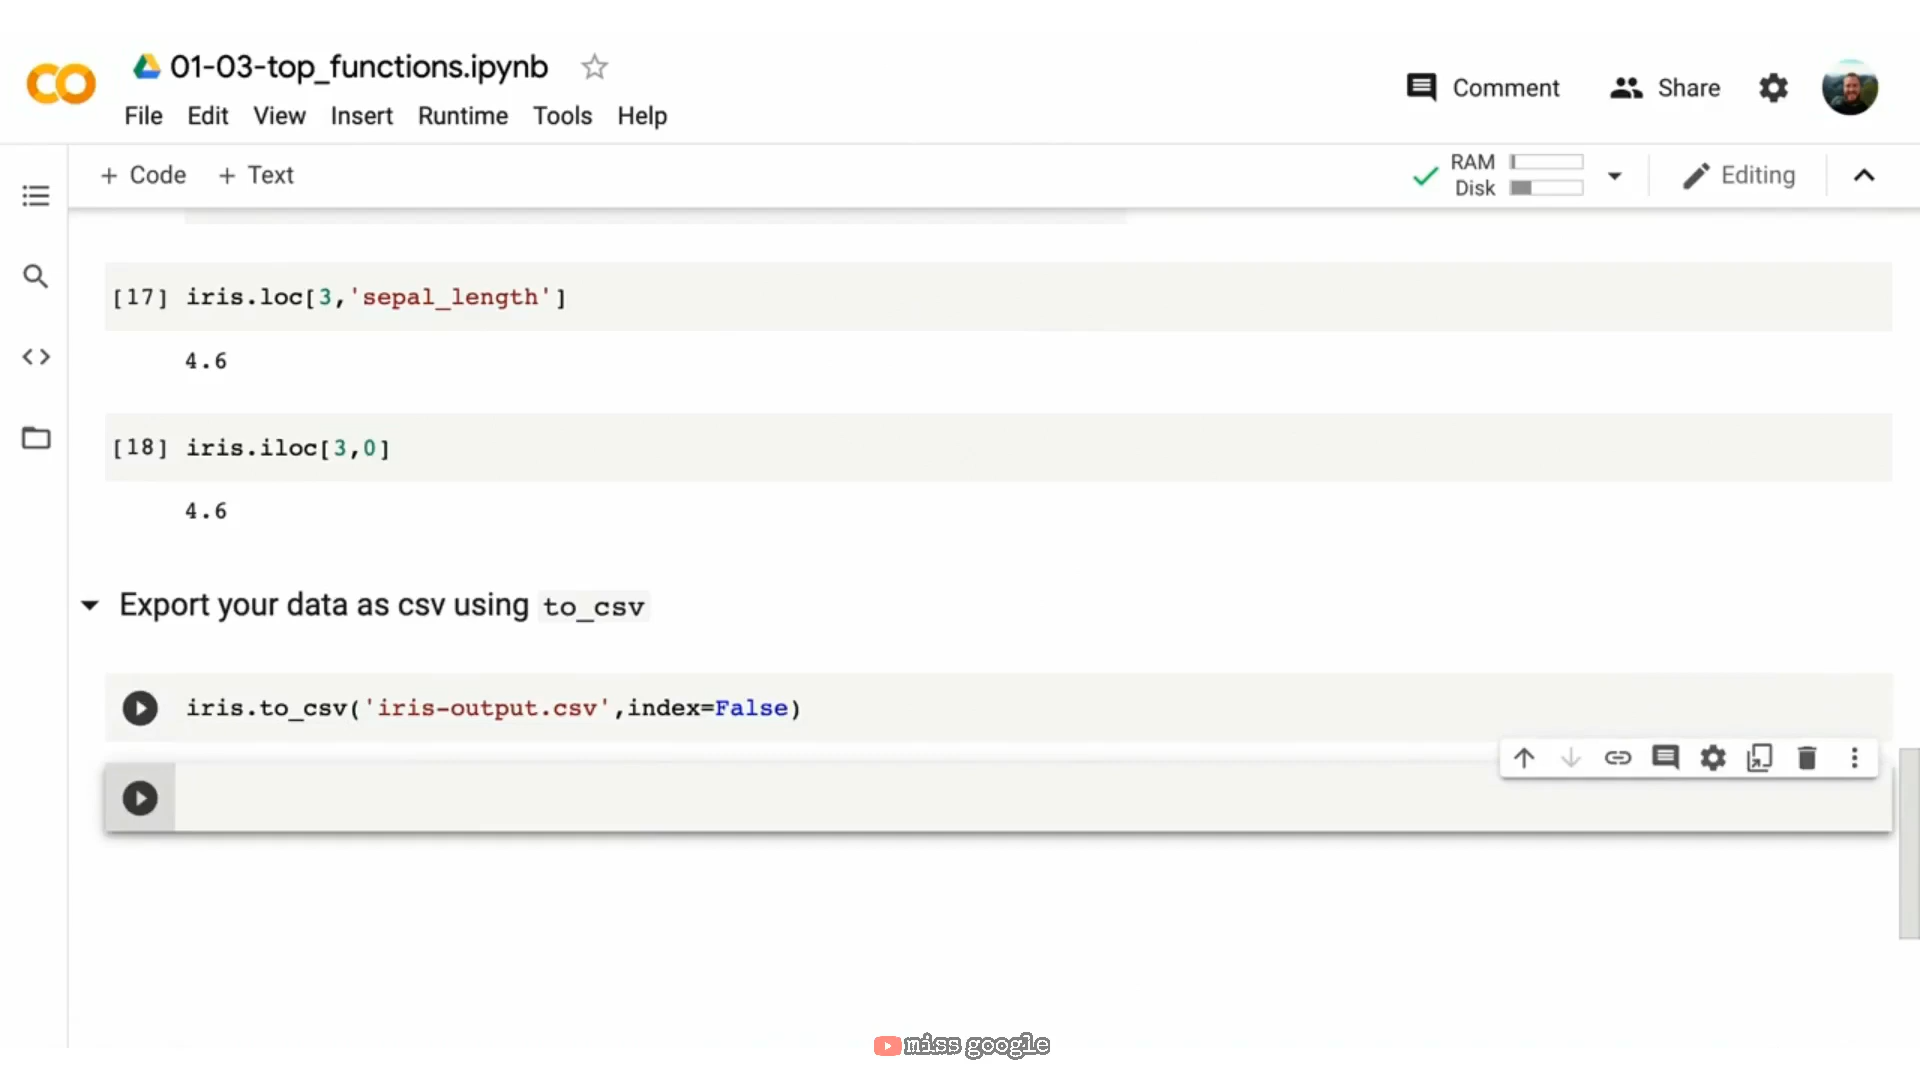 01-03-top_functions.ipynb
File Edit View Insert Runtime Tools Help
Comment Share
+ Code + Text
RAM
Disk
Editing
[17] iris.loc[3,'sepal_length']
4.6
[18] iris.iloc[3,0]
4.6
Export your data as csv using to_csv
iris.to_csv('iris-output.csv',index=False)
miss google